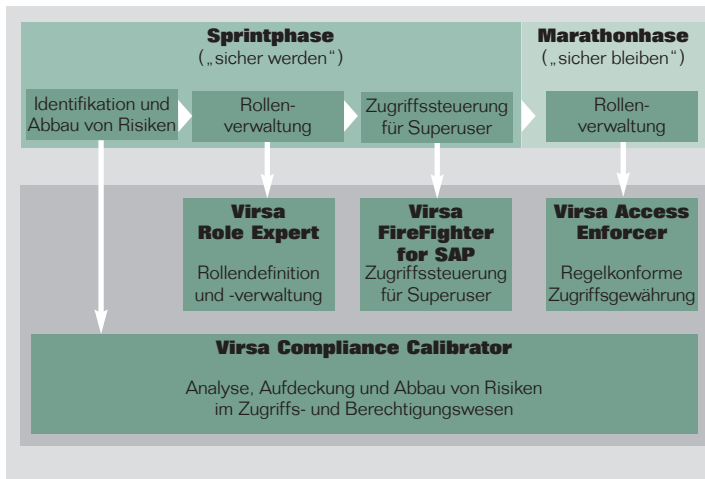 Sprintphase
(„sicher werden“)
Marathonhase
(„sicher bleiben“)
Identifikation und
Abbau von Risiken
Rollen-
verwaltung
Zugriffssteuerung
für Superuser
Rollen-
verwaltung
Virsa
Role Expert
Rollendefinition
und -verwaltung
Virsa
FireFighter
for SAP
Zugriffssteuerung
für Superuser
Virsa Access
Enforcer
Regelkonforme
Zugriffsgewährung
Virsa Compliance Calibrator
Analyse, Aufdeckung und Abbau von Risiken
im Zugriffs- und Berechtigungswesen